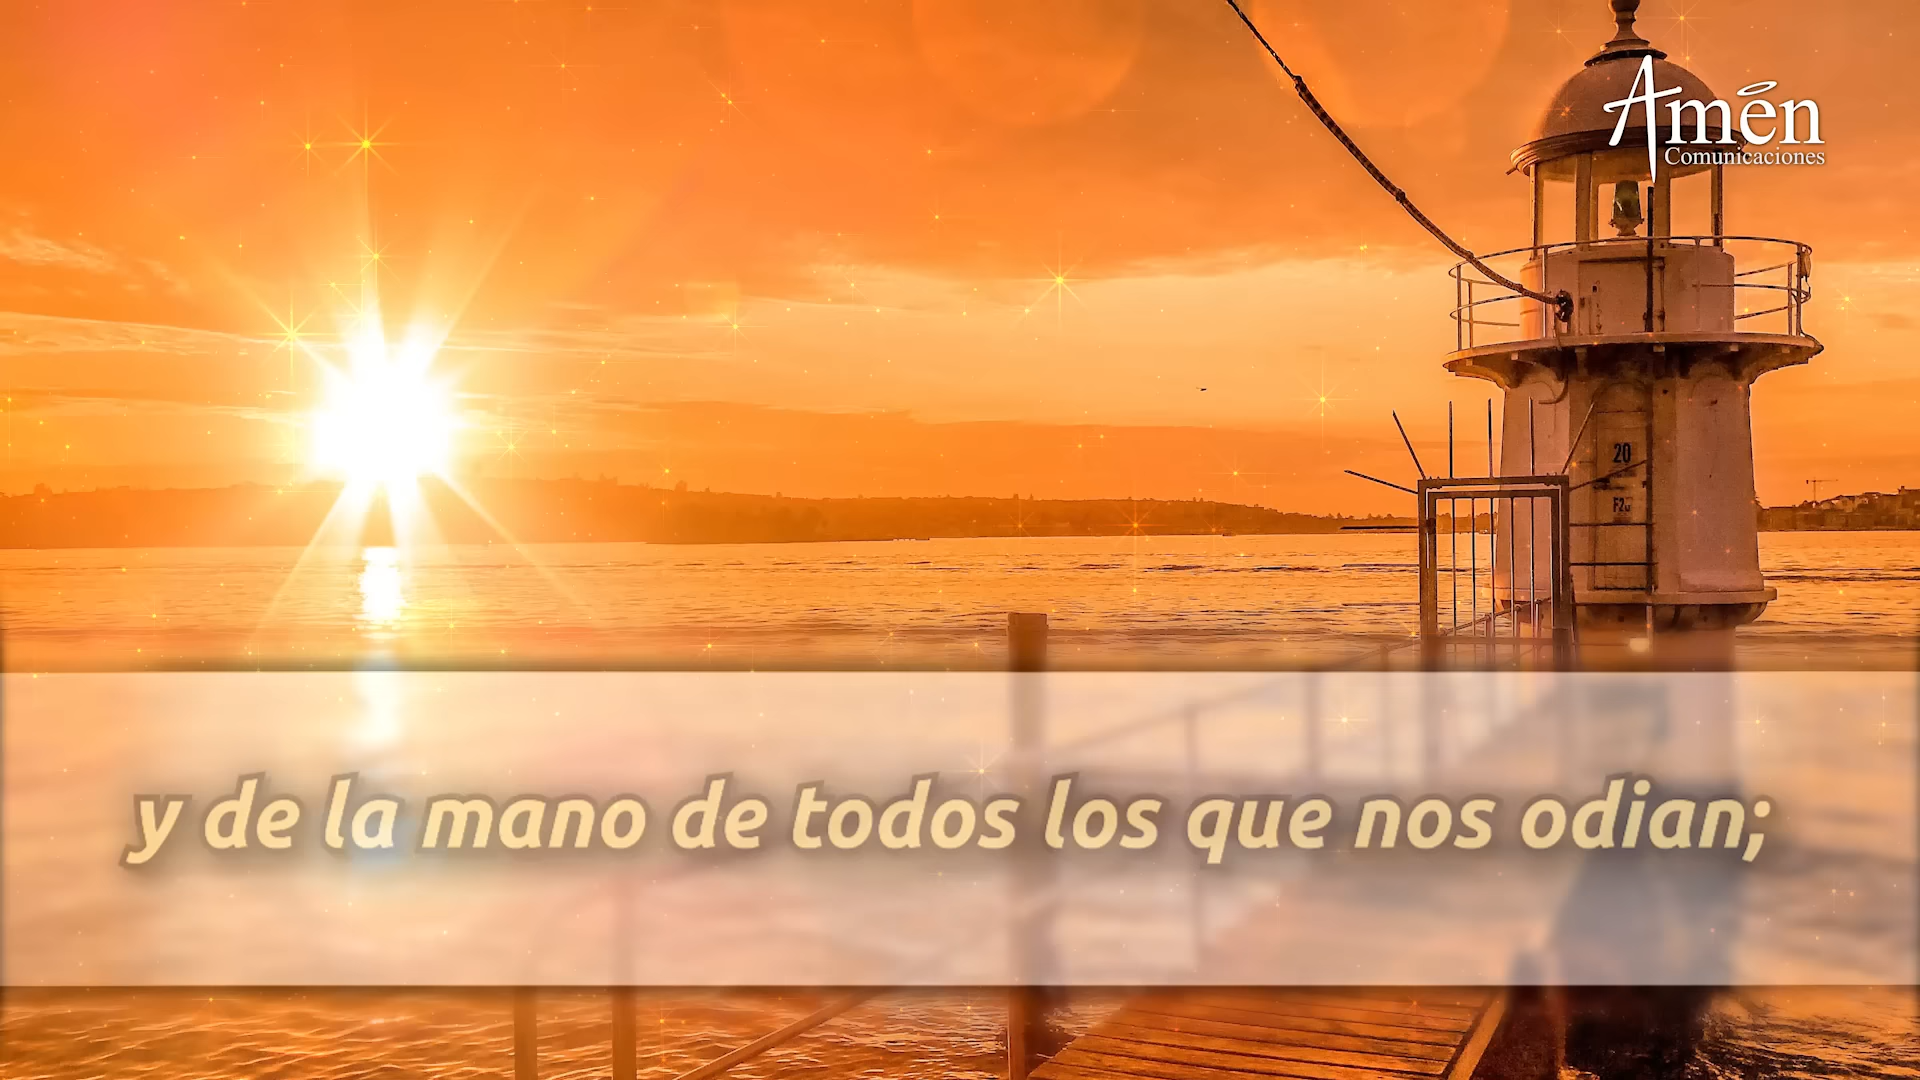 Amén
Comunicaciones
20
y de la mano de todos los que nos odian;